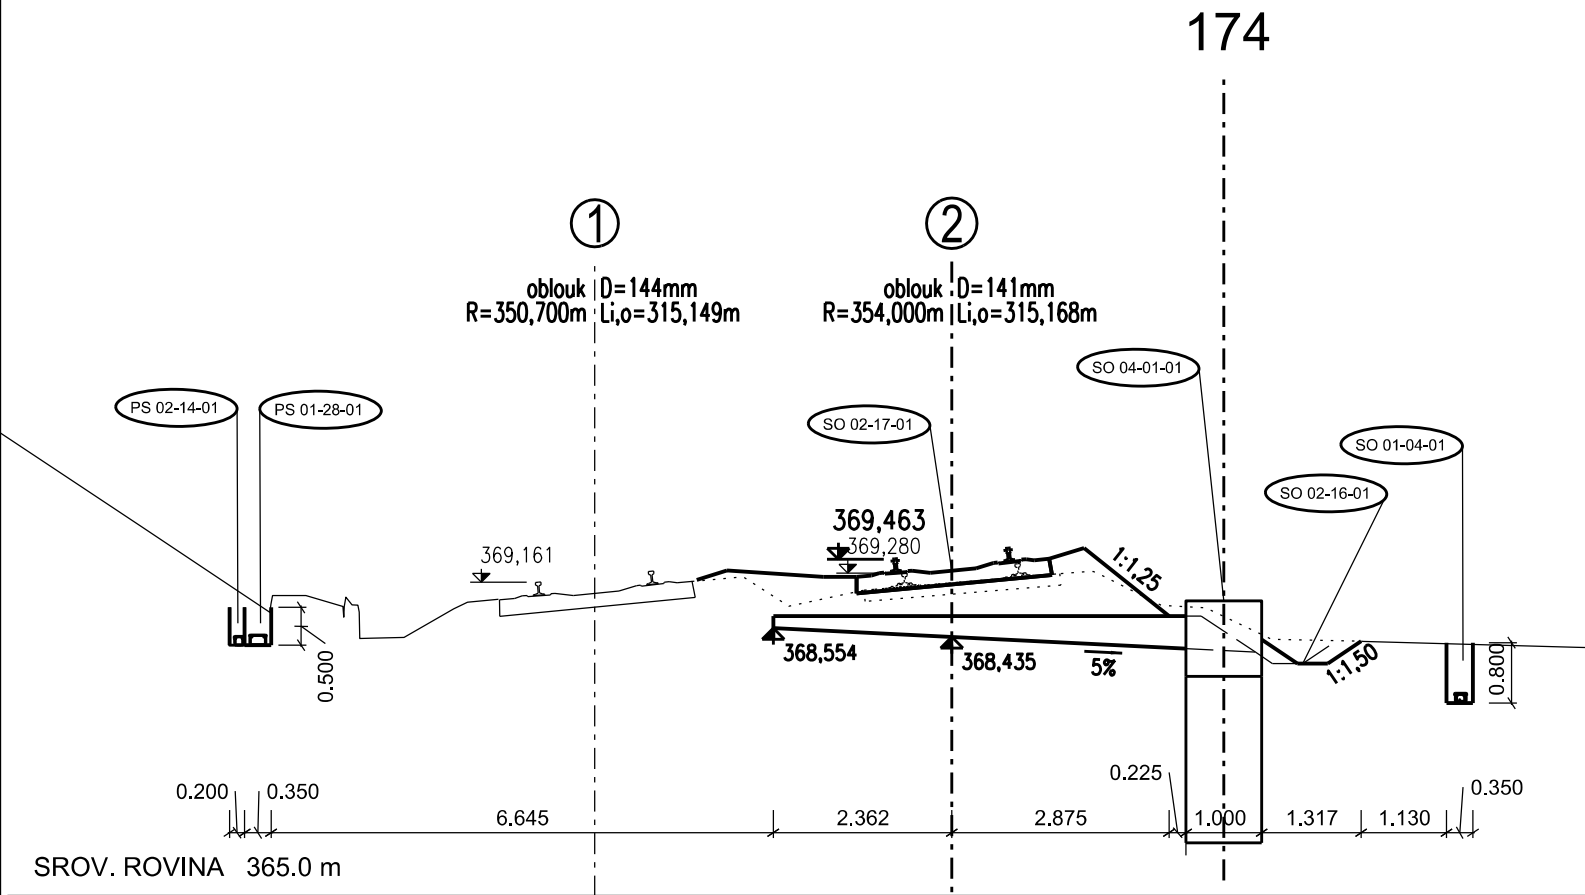 174
1
2
oblouk D=144mm
R=350,700m Li,o=315,149m
oblouk D=141mm
R=354,000m Li,o=315,168m
SO 04-01-01
PS 02-14-01
PS 01-28-01
SO 02-17-01
SO 01-04-01
SO 02-16-01
369,463
369,280
369,161
1:1,25
368,554
368,435
5%
1:1,50
0.500
0.800
0.225
0.200
0.350
0.350
6.645
2.362
2.875
1.000
1.317
1.130
SROV. ROVINA 365.0 m